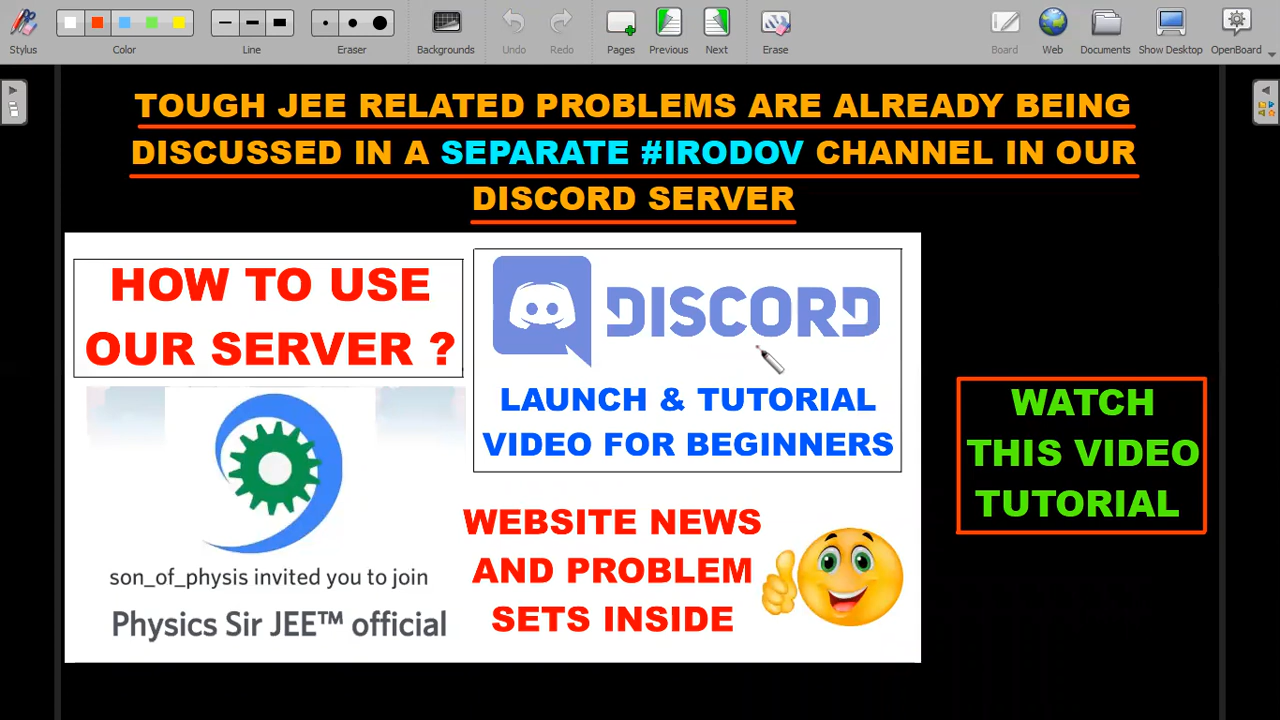 Stylus
Color
Line
Eraser
Backgrounds
Undo
Redo
Pages
Previous
Next
Erase
Board
Web
Documents
Show Desktop
OpenBoard
TOUGH JEE RELATED PROBLEMS ARE ALREADY BEING
DISCUSSED IN A SEPARATE #IRODOV CHANNEL IN OUR
DISCORD SERVER
HOW TO USE
OUR SERVER ?
DISCORD
LAUNCH & TUTORIAL
VIDEO FOR BEGINNERS
WATCH
THIS VIDEO
TUTORIAL
son_of_physis invited you to join
Physics Sir JEE™ official
WEBSITE NEWS
AND PROBLEM
SETS INSIDE